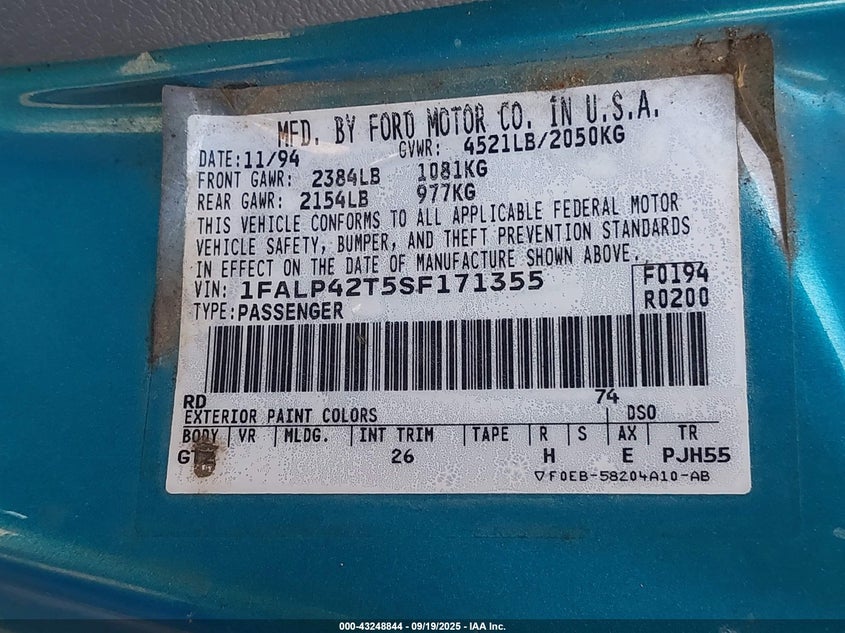 MFD. BY FORD MOTOR CO. IN U.S.A.
DATE: 11/94 GVWR: 4521LB/2050KG
FRONT GAWR: 2384LB 1081KG
REAR GAWR: 2154LB 977KG
THIS VEHICLE CONFORMS TO ALL APPLICABLE FEDERAL MOTOR
VEHICLE SAFETY, BUMPER, AND THEFT PREVENTION STANDARDS
IN EFFECT ON THE DATE OF MANUFACTURE SHOWN ABOVE.
VIN: 1FALP42T5SF171355 F0194
TYPE: PASSENGER R0200
RD 74
EXTERIOR PAINT COLORS DSO
BODY VR MLDG. INT TRIM TAPE R S AX TR
26 H E PJH55
▽F0EB-58204A10-AB
000-43248844 - 09/19/2025 - IAA Inc.